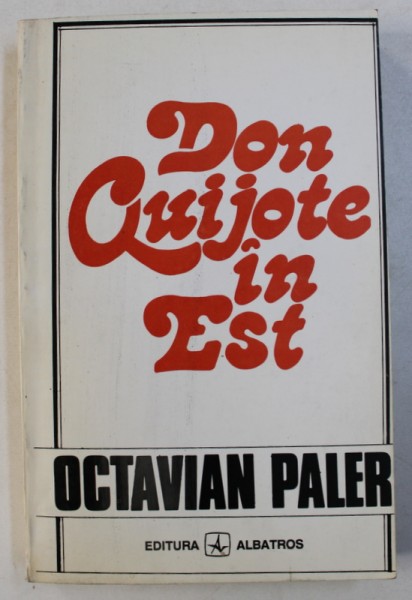 Don
Quijote
în
Est
OCTAVIAN PALER
EDITURA ALBATROS